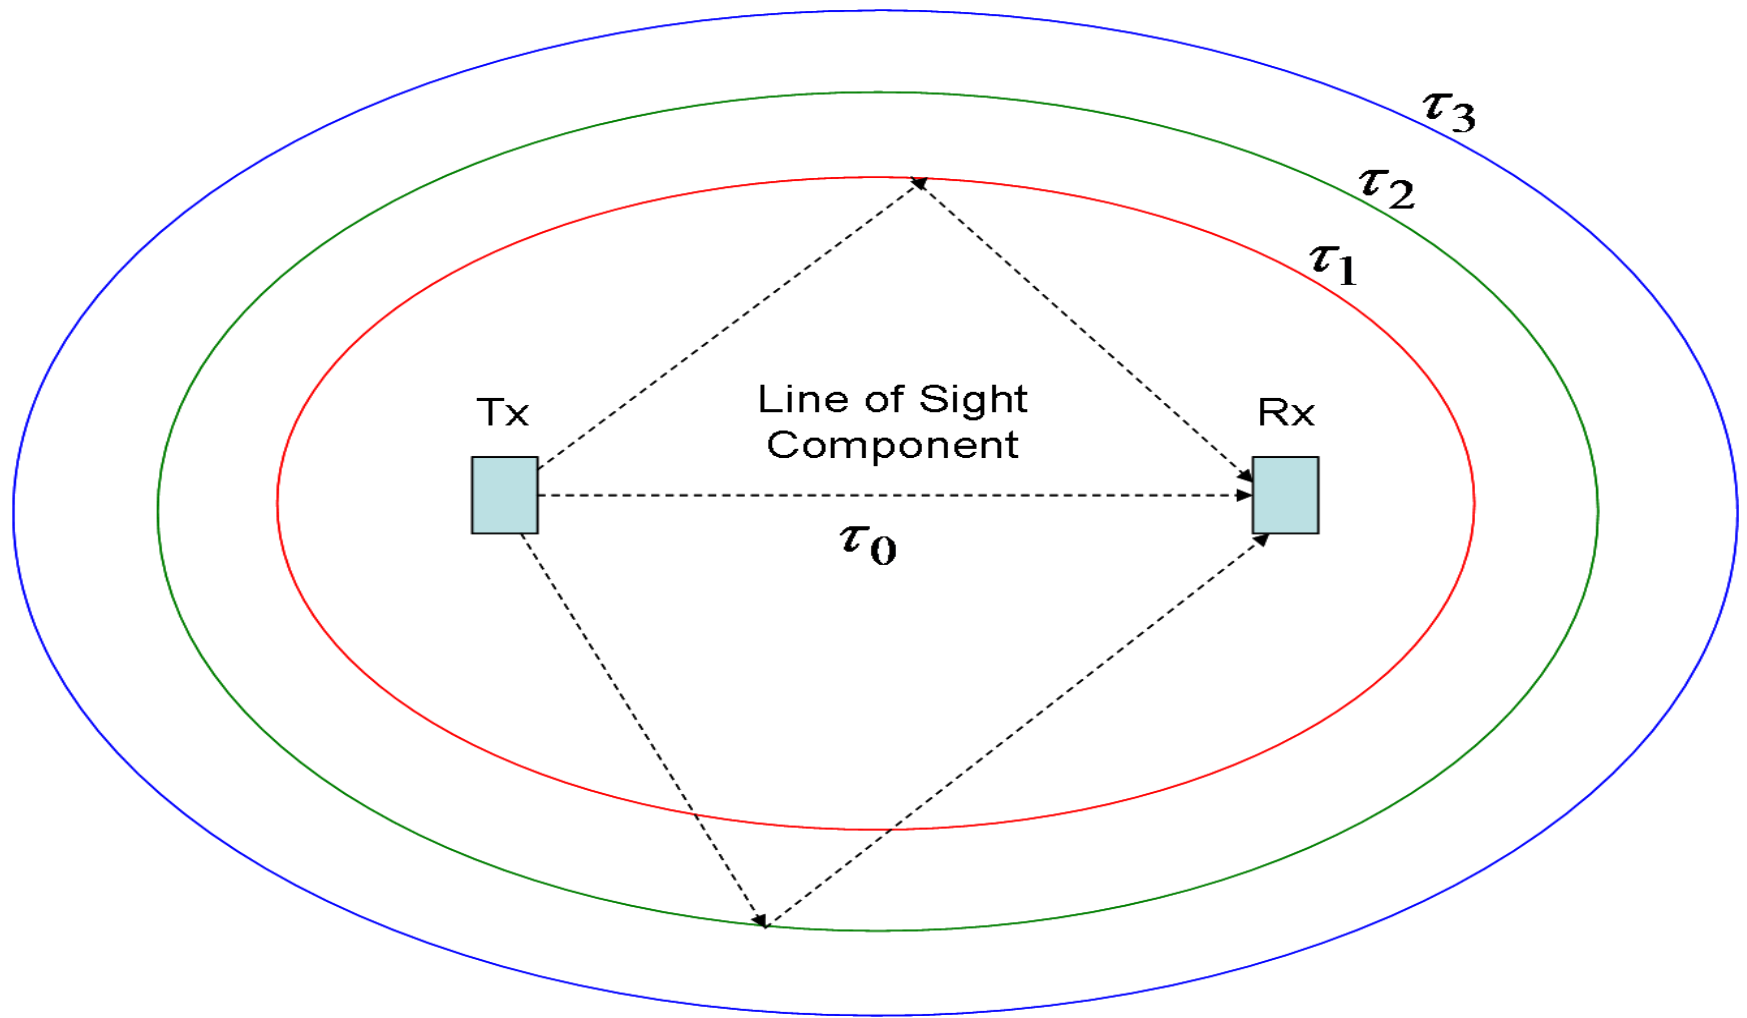 τ3
τ2
τ1
Tx
Line of Sight
Component
Rx
τ0